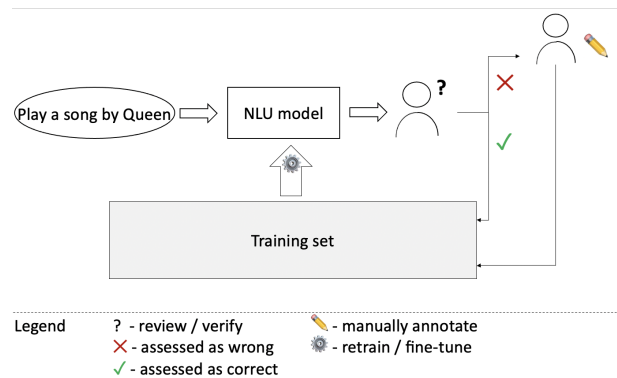 Play a song by Queen
NLU model
?
Training set
Legend
? - review / verify
- assessed as wrong
✓ - assessed as correct
- manually annotate
- retrain / fine-tune